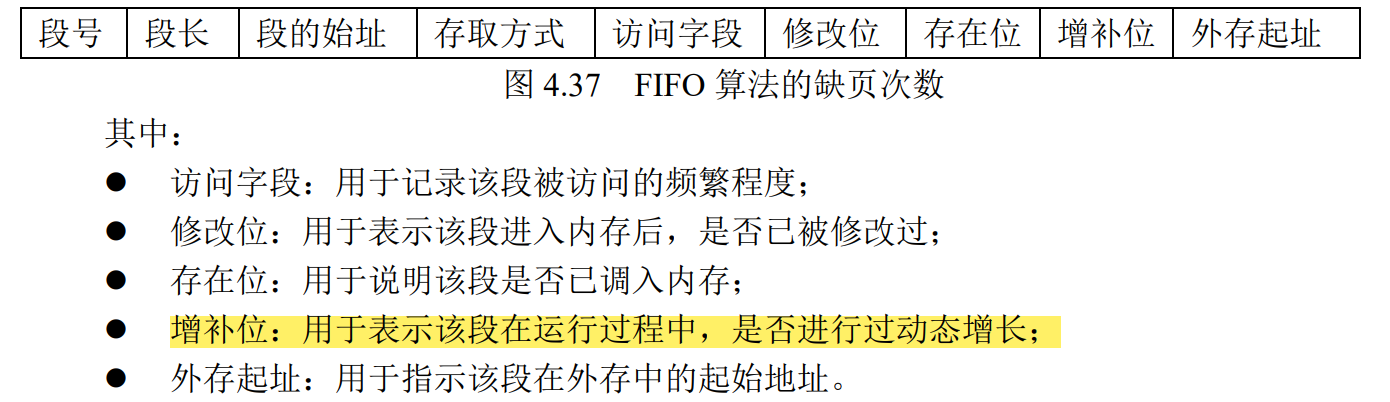 段号 段长 段的始址 存取方式 访问字段 修改位 存在位 增补位 外存起址
图 4.37 FIFO 算法的缺页次数
其中：
● 访问字段：用于记录该段被访问的频繁程度；
● 修改位：用于表示该段进入内存后，是否已被修改过；
● 存在位：用于说明该段是否已调入内存；
● 增补位：用于表示该段在运行过程中，是否进行过动态增长；
● 外存起址：用于指示该段在外存中的起始地址。